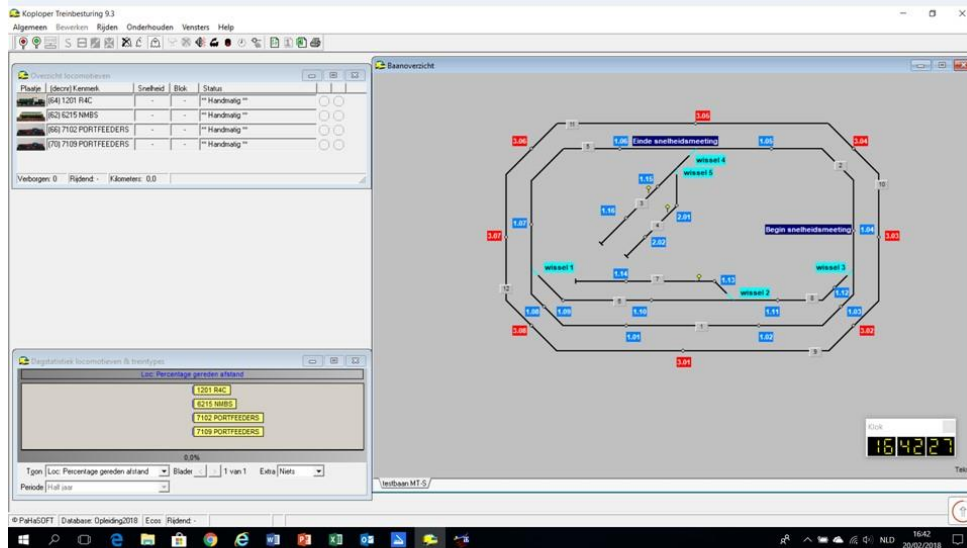 Koploper Treinbesturing 9.3
Algemeen Bewerken Rijden Onderhouden Vensters Help
Overzicht locomotieven
Plaatje (decnr) Kenmerk Snelheid Blok Status
(64) 1201 R4C - - ** Handmatig **
(62) 6215 NMBS - - ** Handmatig **
(66) 7102 PORTFEEDERS - - ** Handmatig **
(70) 7109 PORTFEEDERS - - ** Handmatig **
Verborgen: 0 Rijdend: - Kilometers: 0,0
Dagstatistiek locomotieven & treintypes
Loc: Percentage gereden afstand
1201 R4C
6215 NMBS
7102 PORTFEEDERS
7109 PORTFEEDERS
0,0%
Toon Loc: Percentage gereden afstand Blader 1 van 1 Extra Niets
Periode Half jaar
Baanoverzicht
3.06
11
3.06 5 1.06 Einde snelheidsmeeting 1.05 3.04
wissel 4
2
wissel 5
1.15
10
3
1.16 2.01
4
1.07 Begin snelheidsmeeting 1.04
3.07 3.03
2.02
wissel 1 1.14 7 1.13 wissel 3
12 wissel 2 1.12
6 8
1.08 1.09 1.10 1.11 1.03
3.08 1 3.02
1.01 1.02
9
3.01
Klok
16:42:27
testbaan MT-5
© PaHaSOFT Database: Opleiding2018 Ecos Rijdend: -
NLD
16:42
20/02/2018